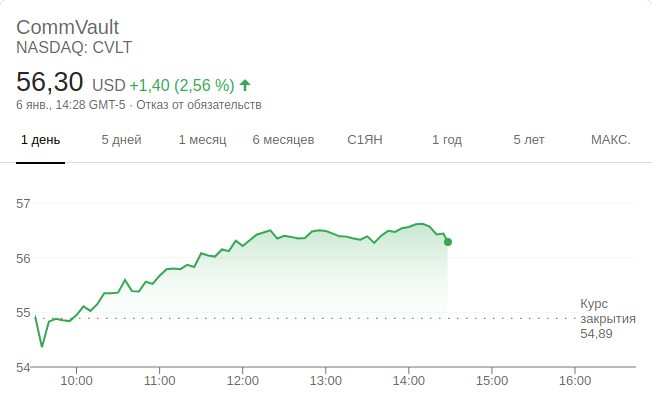 CommVault
NASDAQ: CVLT
56,30 USD +1,40 (2,56 %)
6 янв., 14:28 GMT-5 · Отказ от обязательств
1 день 5 дней 1 месяц 6 месяцев С1ЯН 1 год 5 лет МАКС.
57
56
55
54
Курс
закрытия
54,89
10:00 11:00 12:00 13:00 14:00 15:00 16:00